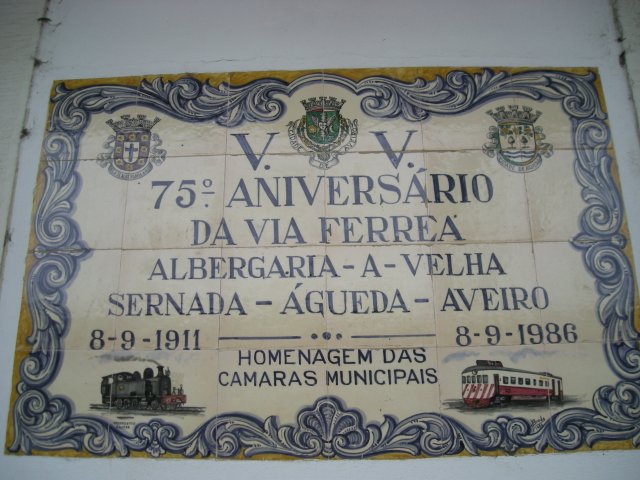 V. V.
75º ANIVERSÁRIO
DA VIA FERREA
ALBERGARIA-A-VELHA
SERNADA - ÁGUEDA - AVEIRO
8-9-1911 8-9-1986
HOMENAGEM DAS
CAMARAS MUNICIPAIS